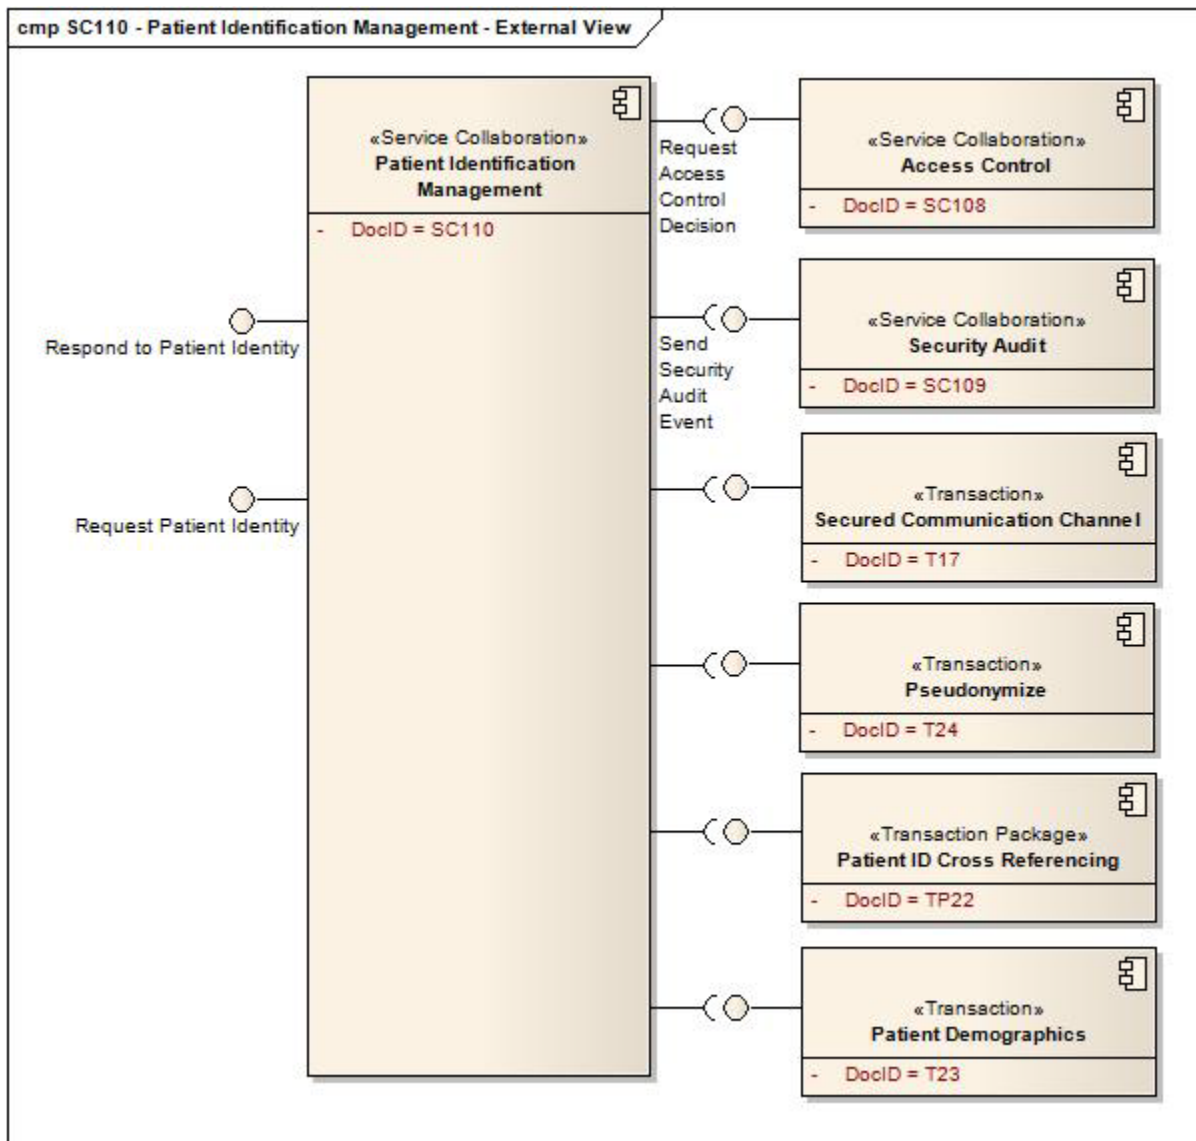 cmp SC110 - Patient Identification Management - External View
«Service Collaboration»
Patient Identification
Management
- DocID = SC110
Respond to Patient Identity
Request Patient Identity
Request
Access
Control
Decision
«Service Collaboration»
Access Control
- DocID = SC108
Send
Security
Audit
Event
«Service Collaboration»
Security Audit
- DocID = SC109
«Transaction»
Secured Communication Channel
- DocID = T17
«Transaction»
Pseudonymize
- DocID = T24
«Transaction Package»
Patient ID Cross Referencing
- DocID = TP22
«Transaction»
Patient Demographics
- DocID = T23